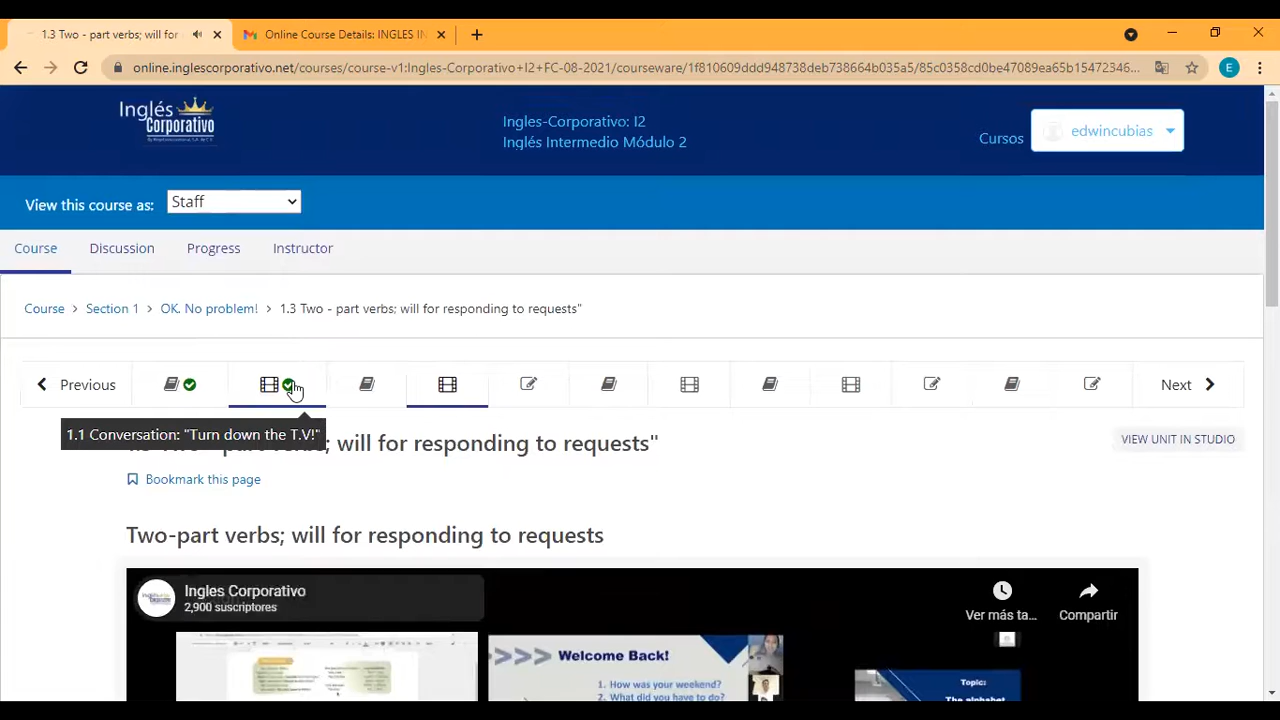 1.3 Two - part verbs; will for
Online Course Details: INGLES IN
online.inglescorporativo.net/courses/course-v1:Ingles-Corporativo+I2+FC-08-2021/courseware/1f810609ddd948738deb738664b035a5/85c0358cd0be47089ea65b15472346...
E
Inglés
Corporativo
Ingles-Corporativo: I2
Inglés Intermedio Módulo 2
Cursos
edwincubias
View this course as:
Staff
Course
Discussion
Progress
Instructor
Course > Section 1 > OK. No problem! > 1.3 Two - part verbs; will for responding to requests"
Previous
Next
1.1 Conversation: "Turn down the T.V!"
; will for responding to requests"
VIEW UNIT IN STUDIO
Bookmark this page
Two-part verbs; will for responding to requests
Ingles Corporativo
2,900 suscriptores
Ver más ta...
Compartir
>>>> Welcome Back!
1. How was your weekend?
2. What did you have to do?
Topic:
The alphabet